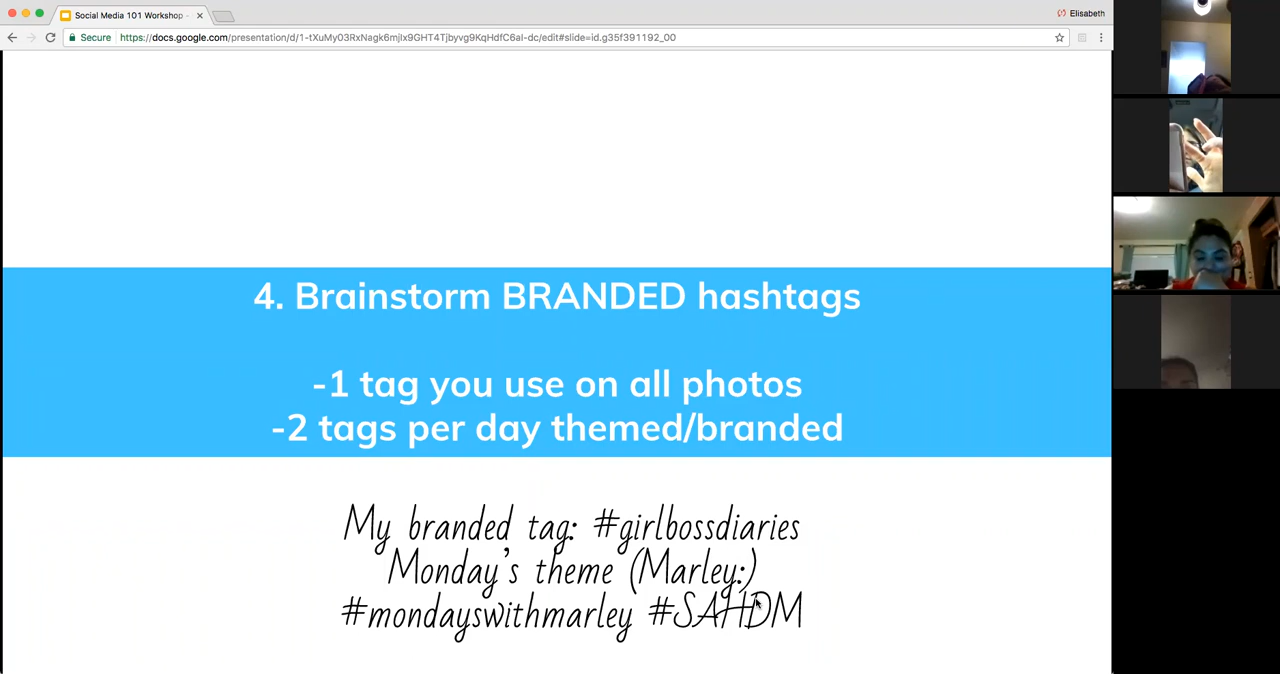 Social Media 101 Workshop -
Elisabeth
Secure
https://docs.google.com/presentation/d/1-tXuMy03RxNagk6mjIx9GHT4Tjbyvg9KqHdfC6aI-dc/edit#slide=id.g35f391192_00
4. Brainstorm BRANDED hashtags
-1 tag you use on all photos
-2 tags per day themed/branded
My branded tag: #girlbossdiaries
Monday's theme (Marley:)
#mondayswithmarley #SAHDM